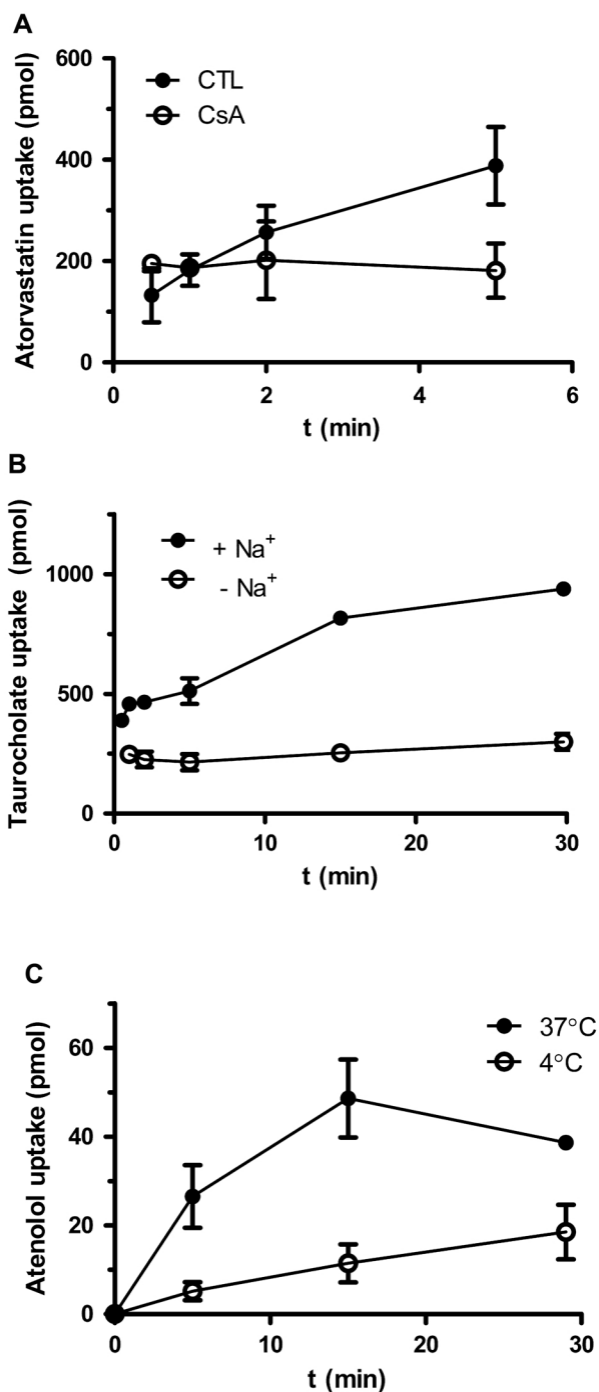 A
Atorvastatin uptake (pmol)
600
400
200
0
CTL
CsA
0 2 4 6
t (min)
B
Taurocholate uptake (pmol)
1000
500
0
+ Na⁺
- Na⁺
0 10 20 30
t (min)
C
Atenolol uptake (pmol)
60
40
20
0
37°C
4°C
0 10 20 30
t (min)